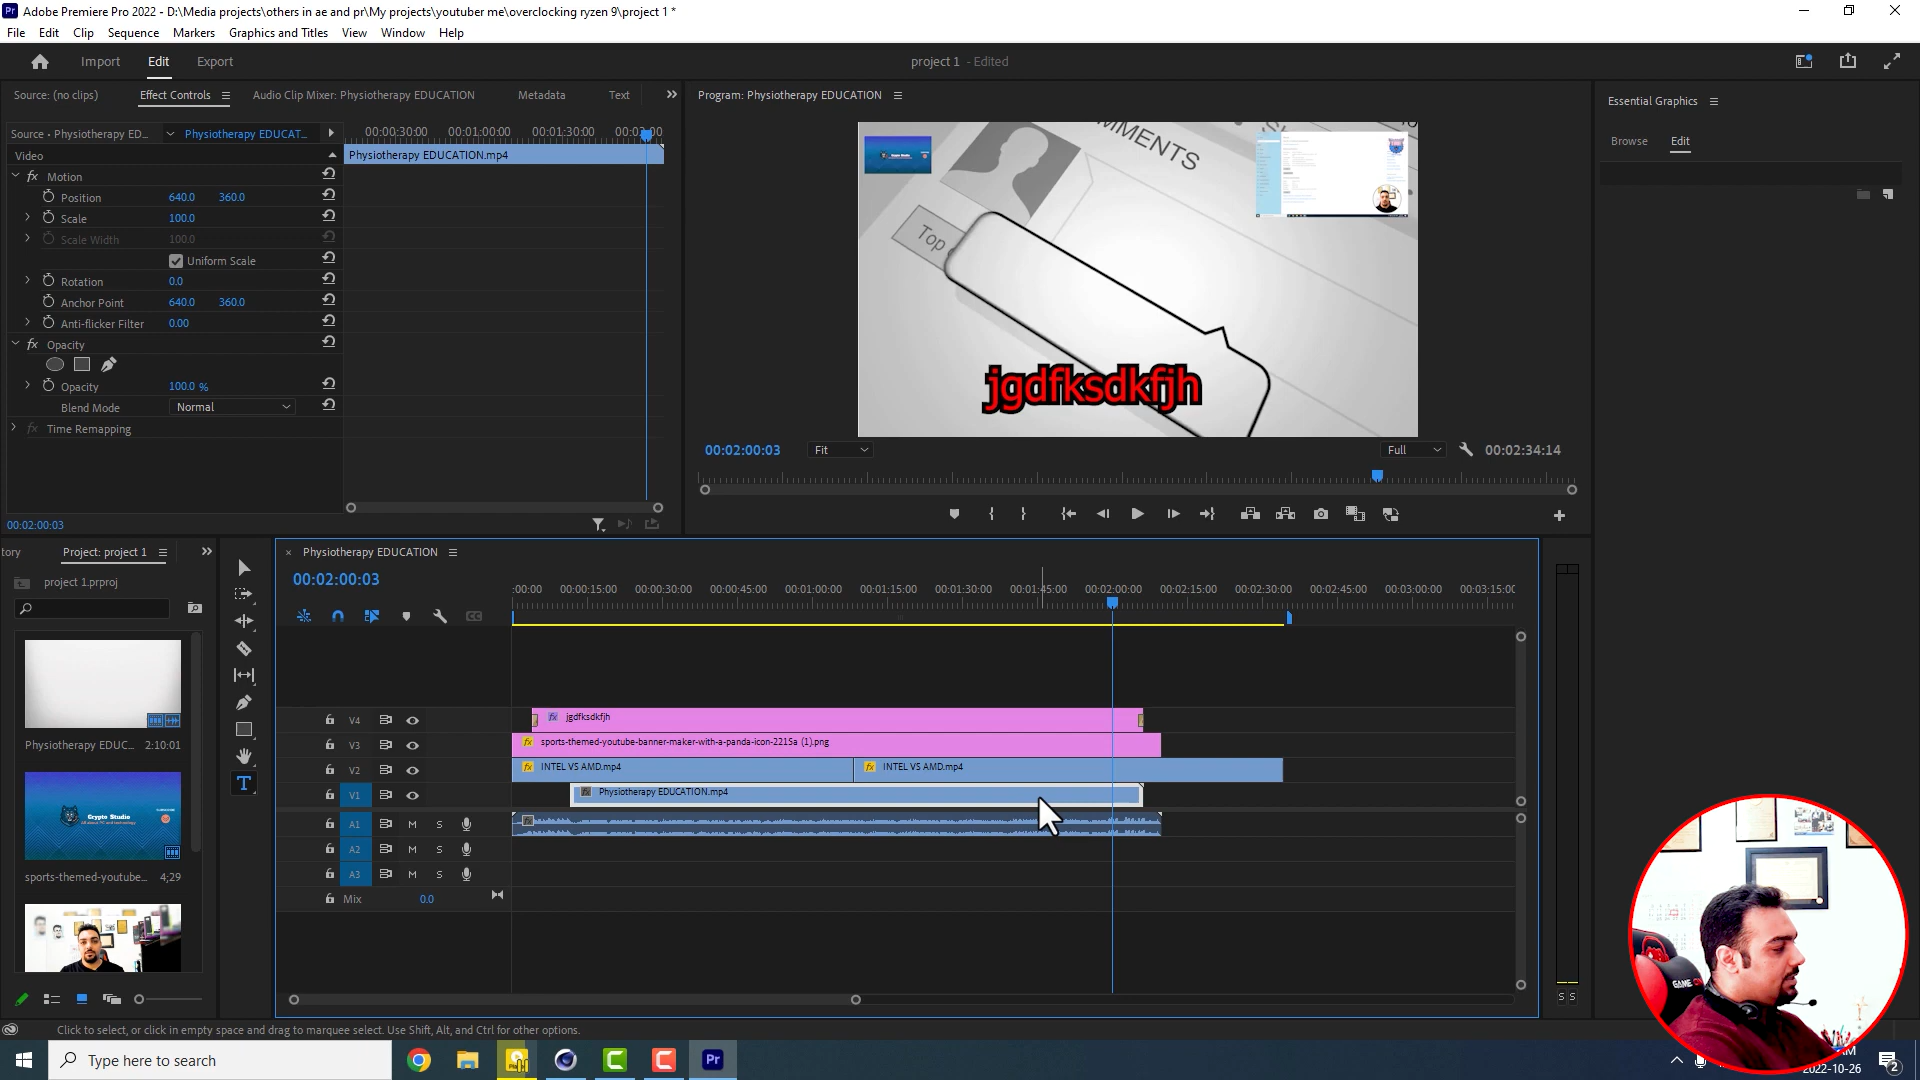 Adobe Premiere Pro 2022 - D:\Media projects\others in ae and pr\My projects\youtuber me\overclocking ryzen 9\project 1 *
File Edit Clip Sequence Markers Graphics and Titles View Window Help
Import Edit Export
project 1 - Edited
Source: (no clips) Effect Controls Audio Clip Mixer: Physiotherapy EDUCATION Metadata Text
Program: Physiotherapy EDUCATION
Essential Graphics
Browse Edit
Source • Physiotherapy ED... Physiotherapy EDUCAT...
00:00:30:00 00:01:00:00 00:01:30:00 00:02:00
Video
Physiotherapy EDUCATION.mp4
fx Motion
Position 640.0 360.0
Scale 100.0
Scale Width 100.0
Uniform Scale
Rotation 0.0
Anchor Point 640.0 360.0
Anti-flicker Filter 0.00
fx Opacity
Opacity 100.0 %
Blend Mode Normal
fx Time Remapping
00:02:00:03
MMENTS
Top
jgdfksdkfjh
00:02:00:03 Fit Full 00:02:34:14
tory Project: project 1
project 1.prproj
Physiotherapy EDUC... 2:10:01
Crypto Studio
sports-themed-youtube... 4;29
Physiotherapy EDUCATION
00:02:00:03
:00:00 00:00:15:00 00:00:30:00 00:00:45:00 00:01:00:00 00:01:15:00 00:01:30:00 00:01:45:00 00:02:00:00 00:02:15:00 00:02:30:00 00:02:45:00 00:03:00:00 00:03:15:00
V4 fx jgdfksdkfjh
V3 fx sports-themed-youtube-banner-maker-with-a-panda-icon-2215a (1).png
V2 fx INTEL VS AMD.mp4 fx INTEL VS AMD.mp4
V1 fx Physiotherapy EDUCATION.mp4
A1 M S
A2 M S
A3 M S
Mix 0.0
S S
Click to select, or click in empty space and drag to marquee select. Use Shift, Alt, and Ctrl for other options.
Type here to search
Pr
AM
2022-10-26
2
GAME